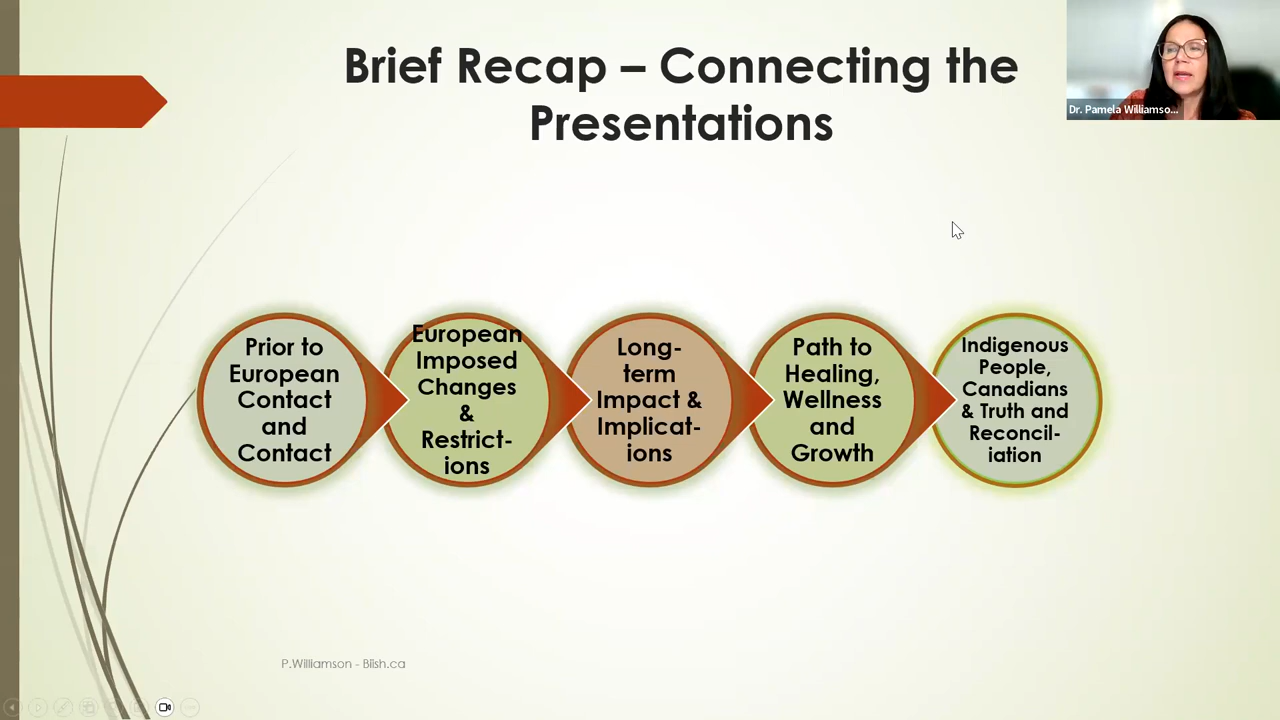 Brief Recap – Connecting the
Presentations
Dr. Pamela Williamso...
Prior to
European
Contact
and
Contact
European
Imposed
Changes
&
Restrict-
ions
Long-
term
Impact &
Implicat-
ions
Path to
Healing,
Wellness
and
Growth
Indigenous
People,
Canadians
& Truth and
Reconcil-
iation
P.Williamson - Biish.ca